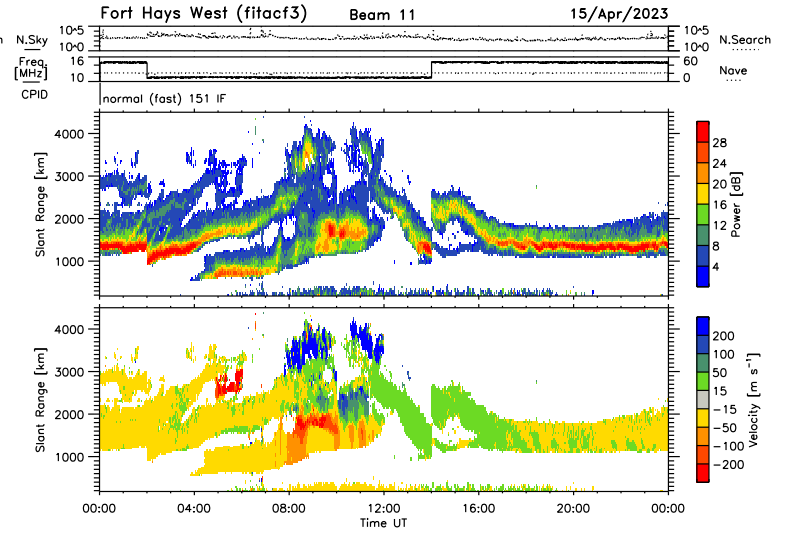 Fort Hays West (fitacf3) Beam 11 15/Apr/2023
N.Sky 10^5 10^0 10^5 10^0 N.Search
Freq. [MHz] 16 10 60 0 Nave
CPID normal (fast) 151 IF
4000
3000
2000
1000
Slant Range [km]
28
24
20
16
12
8
4
Power [dB]
4000
3000
2000
1000
Slant Range [km]
200
100
50
15
-15
-50
-100
-200
Velocity [m s⁻¹]
00:00 04:00 08:00 12:00 16:00 20:00 00:00
Time UT